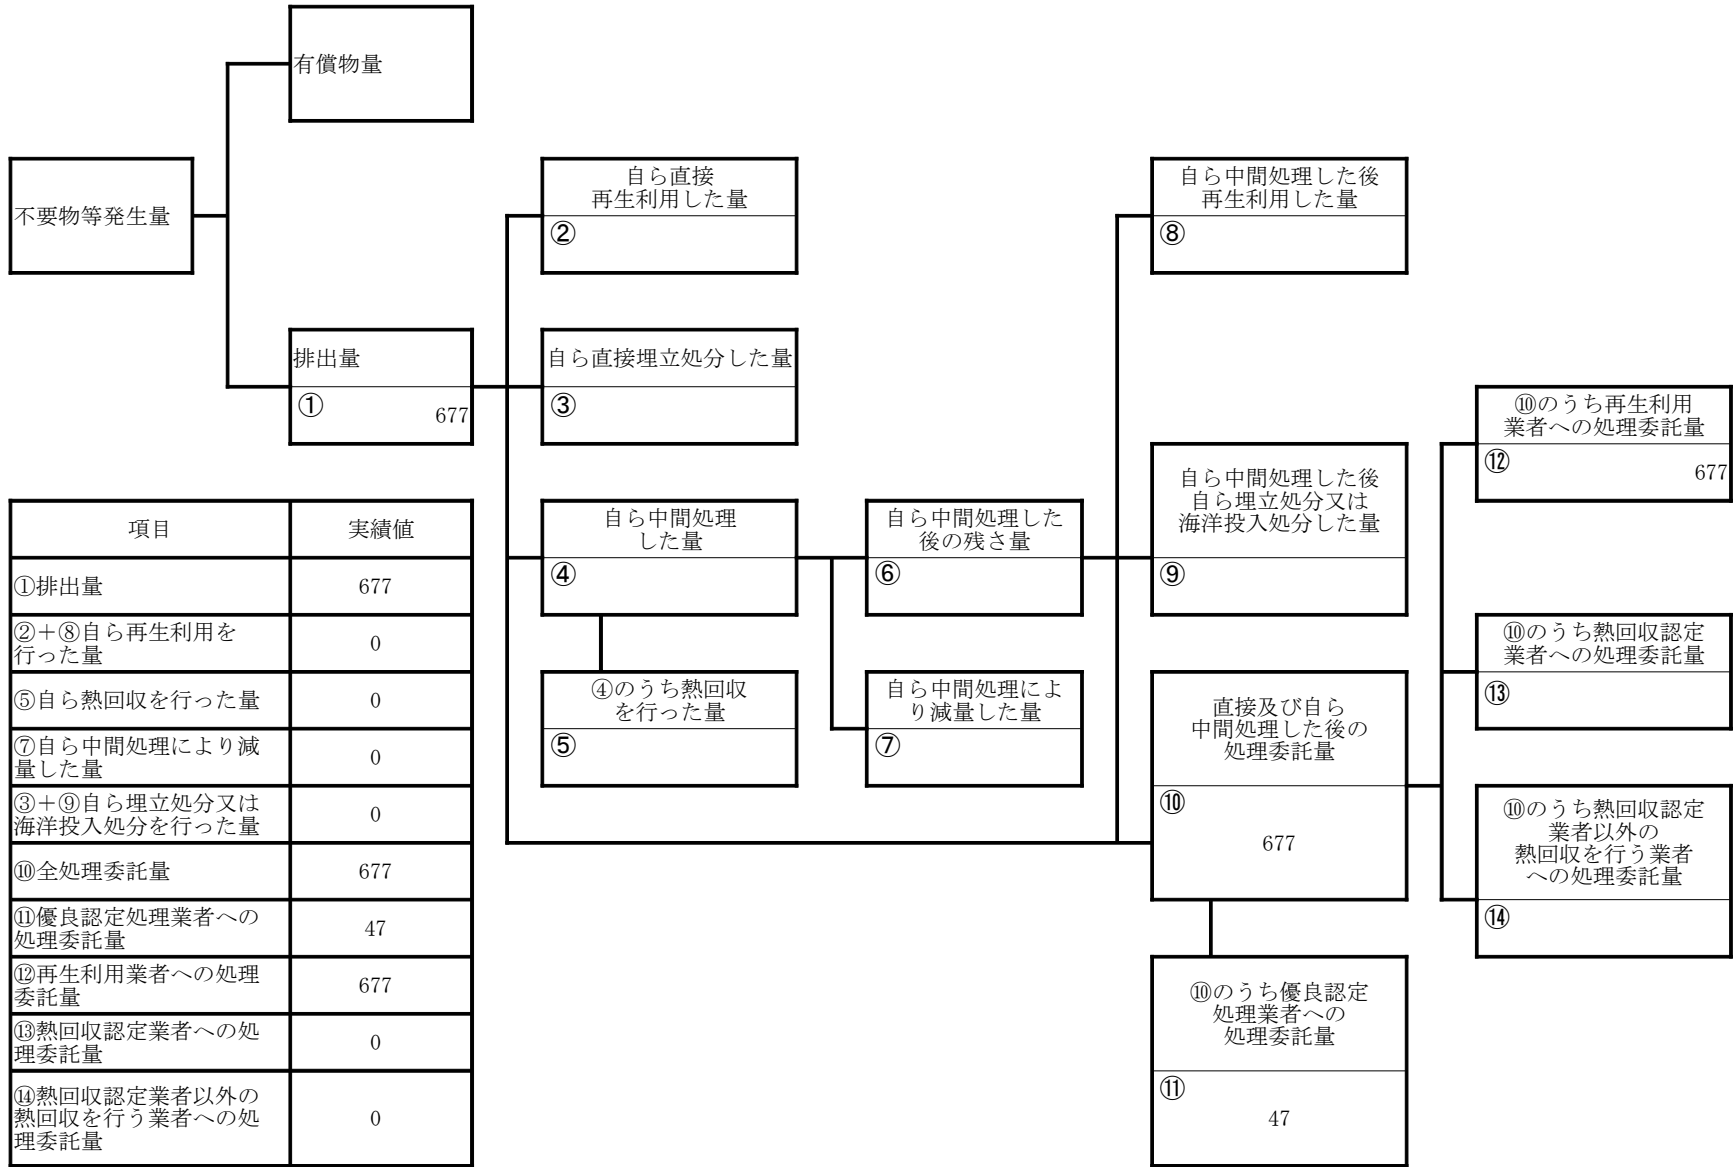 有償物量
不要物等発生量
自ら直接
再生利用した量
②
自ら中間処理した後
再生利用した量
⑧
排出量
①
677
自ら直接埋立処分した量
③
⑩のうち再生利用
業者への処理委託量
⑫
677
自ら中間処理
した量
④
自ら中間処理した
後の残さ量
⑥
自ら中間処理した後
自ら埋立処分又は
海洋投入処分した量
⑨
④のうち熱回収
を行った量
⑤
自ら中間処理によ
り減量した量
⑦
直接及び自ら
中間処理した後の
処理委託量
⑩
677
⑩のうち熱回収認定
業者への処理委託量
⑬
⑩のうち熱回収認定
業者以外の
熱回収を行う業者
への処理委託量
⑭
⑩のうち優良認定
処理業者への
処理委託量
⑪
47
項目
実績値
①排出量
677
②＋⑧自ら再生利用を
行った量
0
⑤自ら熱回収を行った量
0
⑦自ら中間処理により減
量した量
0
③＋⑨自ら埋立処分又は
海洋投入処分を行った量
0
⑩全処理委託量
677
⑪優良認定処理業者への
処理委託量
47
⑫再生利用業者への処理
委託量
677
⑬熱回収認定業者への処
理委託量
0
⑭熱回収認定業者以外の
熱回収を行う業者への処
理委託量
0